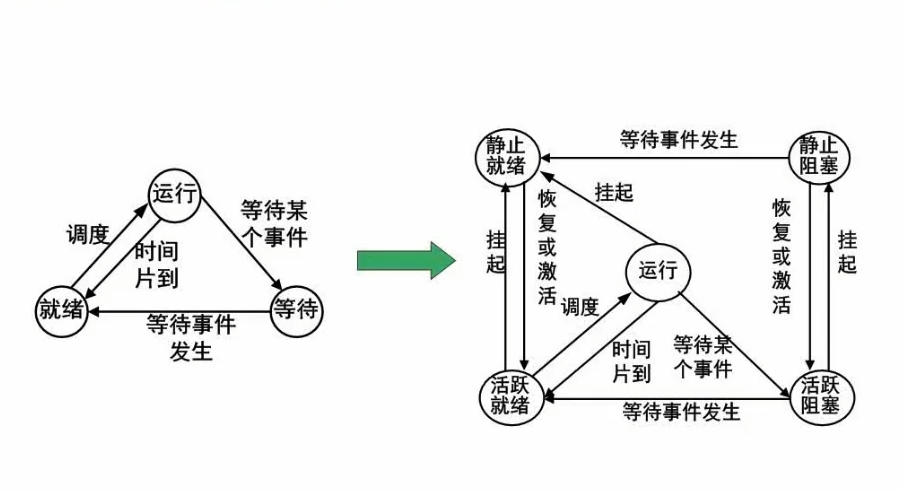 运行
调度
等待某
个事件
时间
片到
就绪
等待
等待事件
发生
静止
就绪
等待事件发生
静止
阻塞
挂起
恢复或激活
挂起
运行
恢复或激活
挂起
调度
时间
片到
等待某
个事件
活跃
就绪
等待事件发生
活跃
阻塞